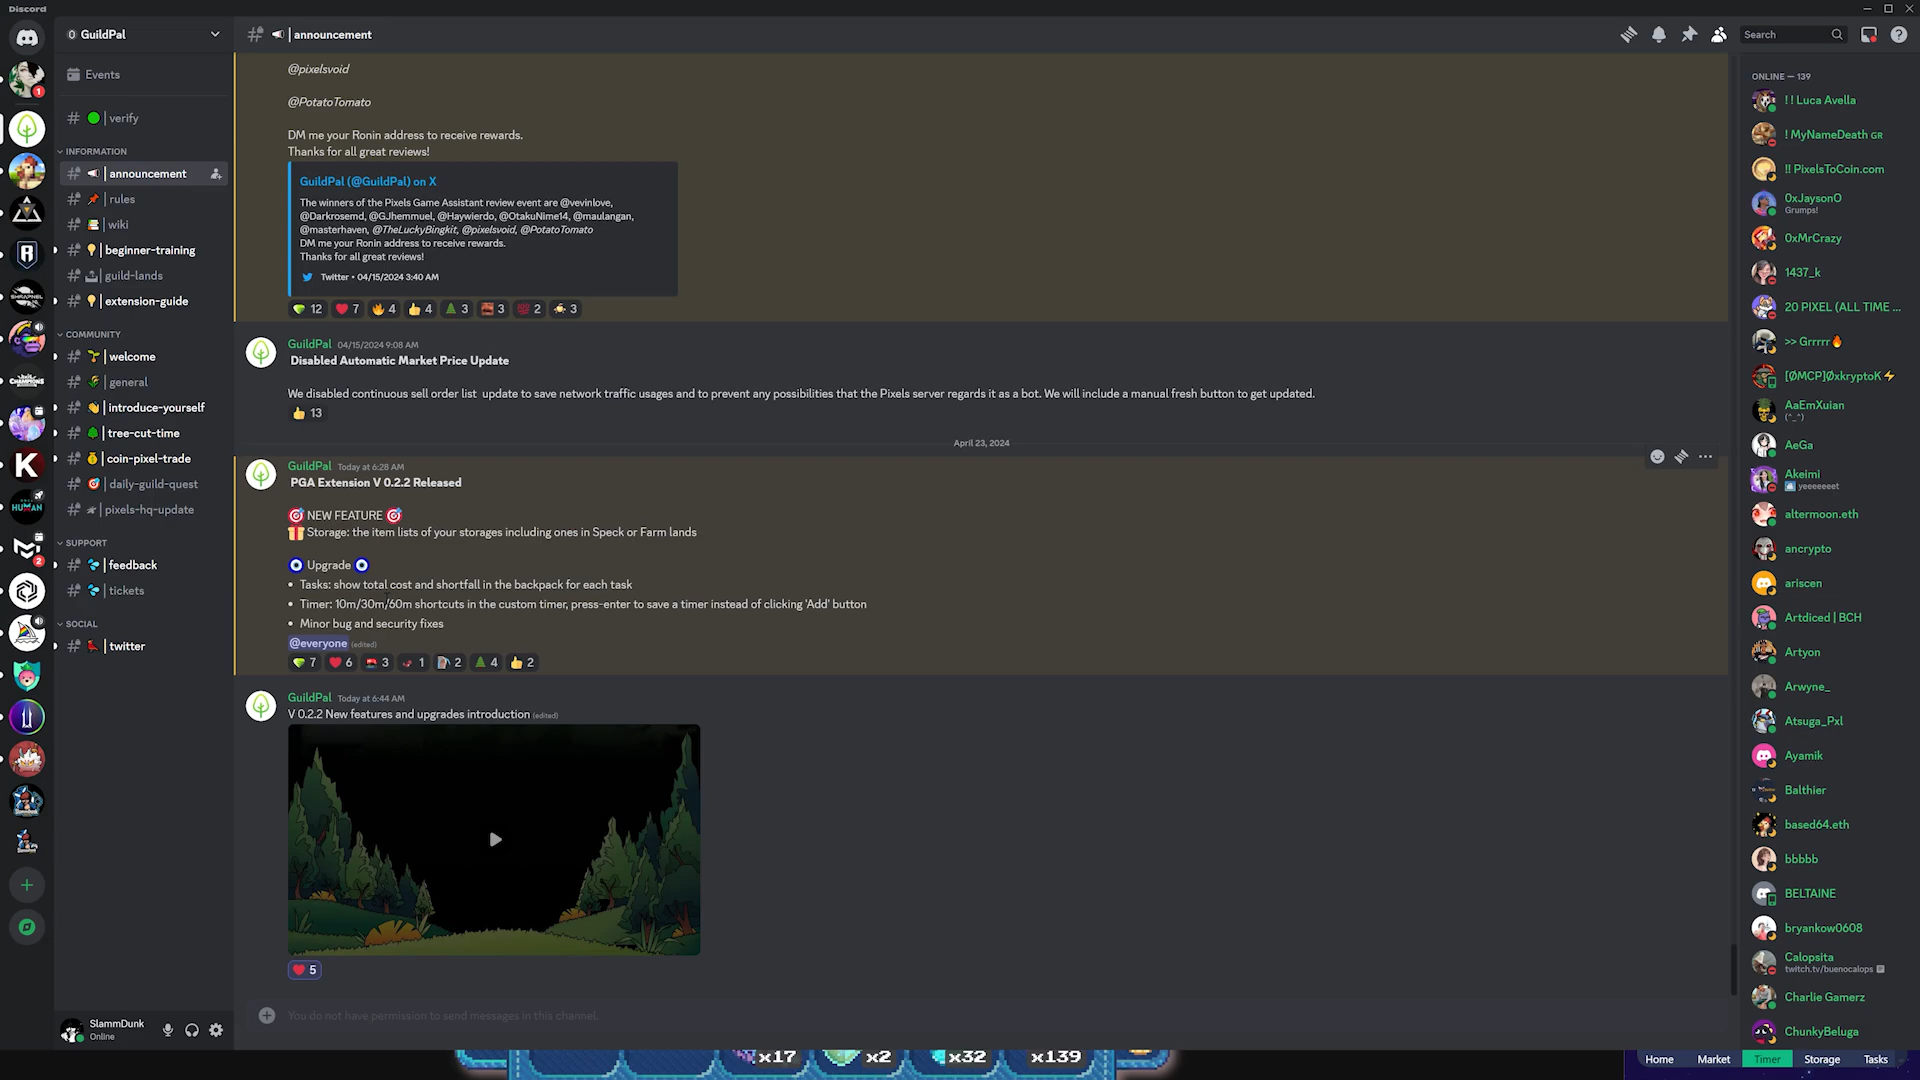 Discord
GuildPal
Events
verify
INFORMATION
announcement
rules
wiki
beginner-training
guild-lands
extension-guide
COMMUNITY
welcome
general
introduce-yourself
tree-cut-time
coin-pixel-trade
daily-guild-quest
pixels-hq-update
SUPPORT
feedback
tickets
SOCIAL
twitter
SlammDunk
Online
announcement
Search
@pixelsvoid
@PotatoTomato
DM me your Ronin address to receive rewards.
Thanks for all great reviews!
GuildPal (@GuildPal) on X
The winners of the Pixels Game Assistant review event are @vevinlove,
@Darkrosemd, @GJhemmuel, @Haywierdo, @OtakuNime14, @maulangan,
@masterhaven, @TheLuckyBingkit, @pixelsvoid, @PotatoTomato
DM me your Ronin address to receive rewards.
Thanks for all great reviews!
Twitter • 04/15/2024 3:40 AM
12 7 4 4 3 3 2 3
GuildPal 04/15/2024 9:08 AM
Disabled Automatic Market Price Update
We disabled continuous sell order list update to save network traffic usages and to prevent any possibilities that the Pixels server regards it as a bot. We will include a manual fresh button to get updated.
13
April 23, 2024
GuildPal Today at 6:28 AM
PGA Extension V 0.2.2 Released
NEW FEATURE
Storage: the item lists of your storages including ones in Speck or Farm lands
Upgrade
• Tasks: show total cost and shortfall in the backpack for each task
• Timer: 10m/30m/60m shortcuts in the custom timer, press-enter to save a timer instead of clicking 'Add' button
• Minor bug and security fixes
@everyone (edited)
7 6 3 1 2 4 2
GuildPal Today at 6:44 AM
V 0.2.2 New features and upgrades introduction (edited)
5
You do not have permission to send messages in this channel.
ONLINE — 139
! ! Luca Avella
! MyNameDeath GR
!! PixelsToCoin.com
0xJaysonO
Grumps!
0xMrCrazy
1437_k
20 PIXEL (ALL TIME ...
>> Grrrrr
[ØMCP]ØxkryptoK
AaEmXuian
(^_^)
AeGa
Akeimi
yeeeeeeet
altermoon.eth
ancrypto
ariscen
Artdiced | BCH
Artyon
Arwyne_
Atsuga_Pxl
Ayamik
Balthier
based64.eth
bbbbb
BELTAINE
bryankow0608
Calopsita
twitch.tv/buenocalops
Charlie Gamerz
ChunkyBeluga
x17 x2 x32 x139
Home Market Timer Storage Tasks